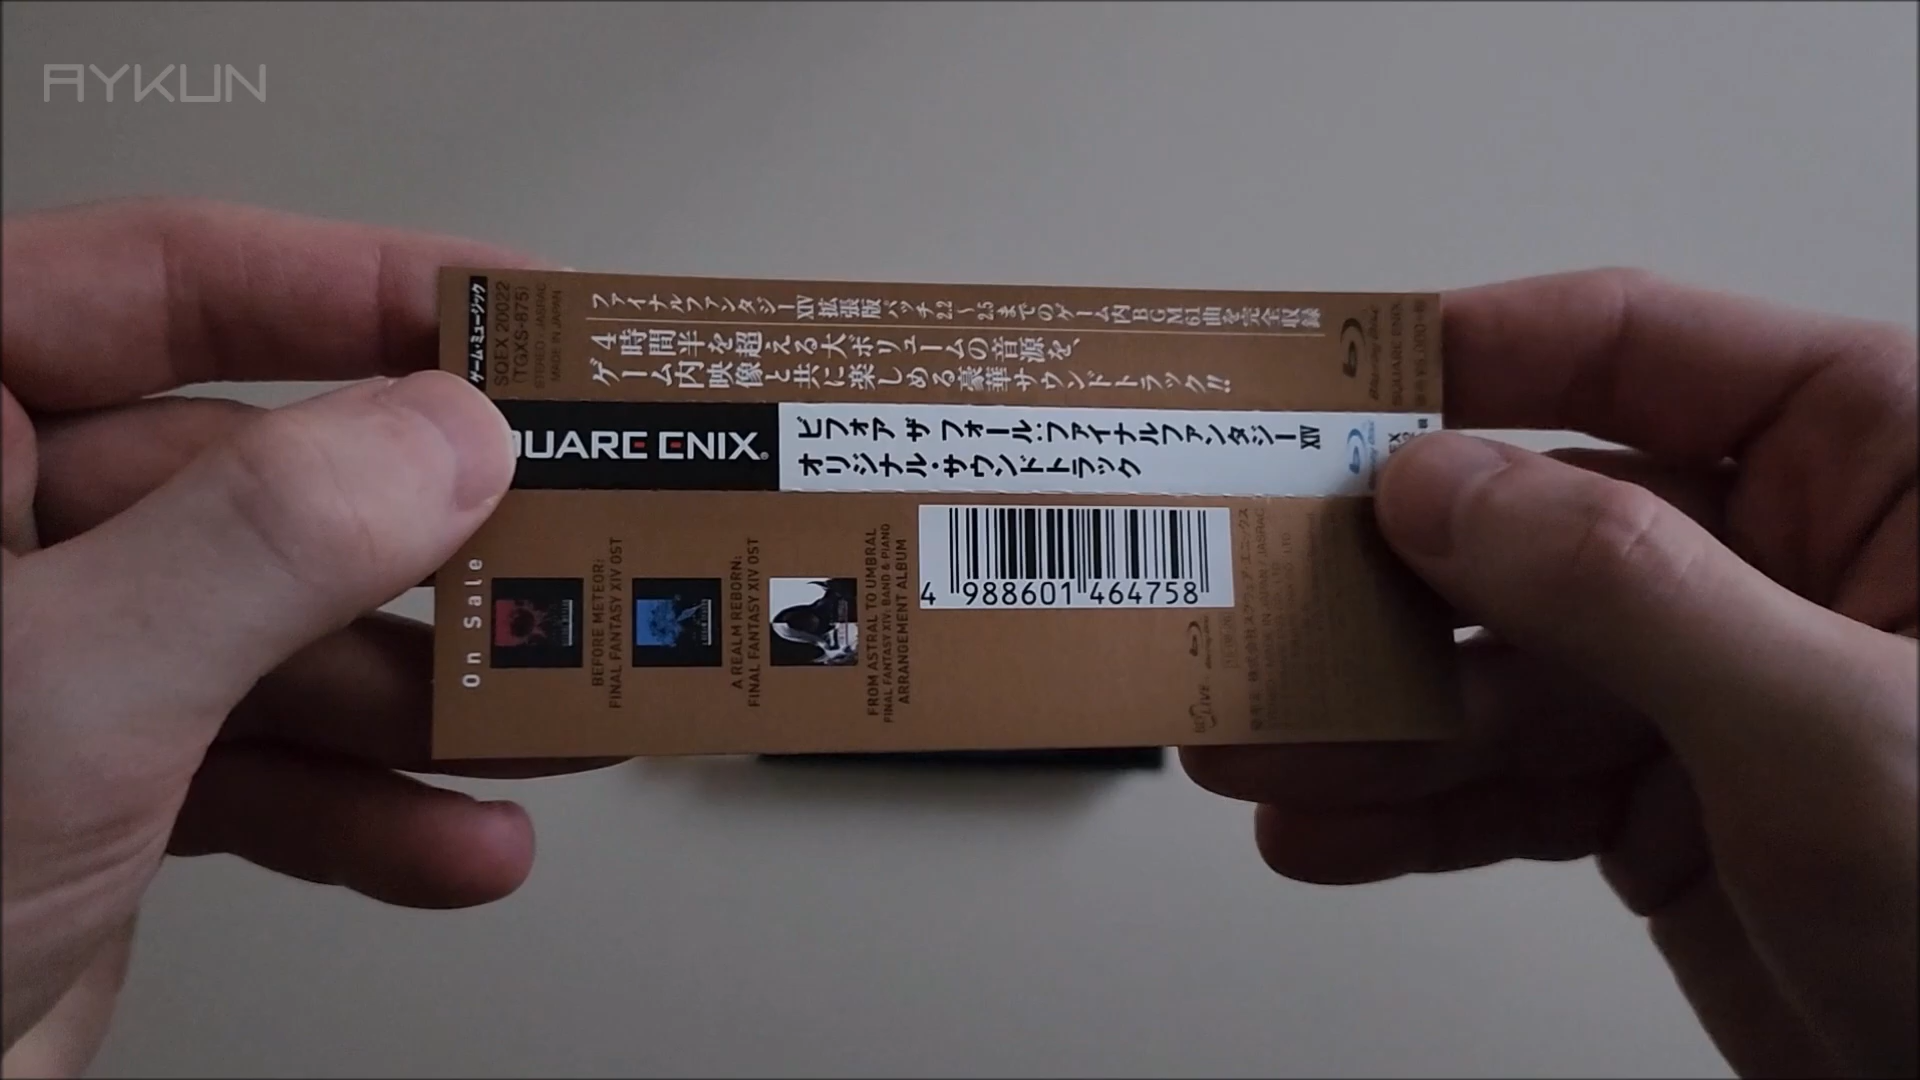 AYKUN
ゲーム・ミュージック
SQEX 20022
(TGXS-875)
STEREO / JASRAC
MADE IN JAPAN
ファイナルファンタジーXIV 拡張版 パッチ2.2〜2.5までのゲーム内BGM61曲を完全収録
4時間半を超える大ボリュームの音源を、
ゲーム内映像と共に楽しめる豪華サウンドトラック!!
Blu-ray Disc
SQUARE ENIX
QUARE ENIX.
ビフォア ザ フォール:ファイナルファンタジーXIV
オリジナル・サウンドトラック
On Sale
BEFORE METEOR:
FINAL FANTASY XIV OST
A REALM REBORN:
FINAL FANTASY XIV OST
FROM ASTRAL TO UMBRAL
FINAL FANTASY XIV: BAND & PIANO
ARRANGEMENT ALBUM
4 988601 464758